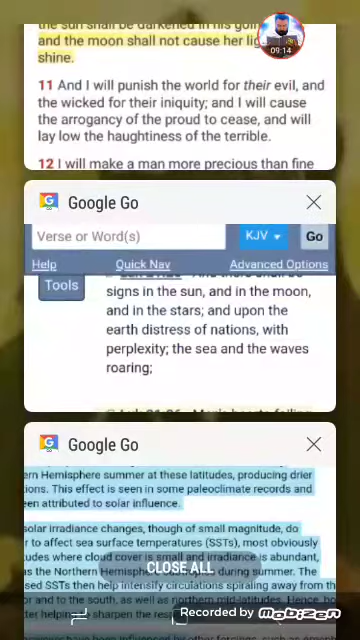 the sun shall be darkened in his goi
and the moon shall not cause her lig
shine.
09:14
11 And I will punish the world for their evil, and
the wicked for their iniquity; and I will cause
the arrogancy of the proud to cease, and will
lay low the haughtiness of the terrible.
12 I will make a man more precious than fine
Google Go
Verse or Word(s)
KJV
Go
Help
Quick Nav
Advanced Options
Tools
signs in the sun, and in the moon,
and in the stars; and upon the
earth distress of nations, with
perplexity; the sea and the waves
roaring;
Google Go
ern Hemisphere summer at these latitudes, producing drier
ions. This effect is seen in some paleoclimate records and
een attributed to solar influence.
solar irradiance changes, though of small magnitude, do
r to affect sea surface temperatures (SSTs), most obviously
udes where cloud cover is small and irradiance is abundant,
as the Northern Hemisphere during summer. The
sed SSTs then help intensify circulations spiraling away from th
or and to the south, as well as northern mid-latitudes. Hence
tter helping to sharpen the
CLOSE ALL
Recorded by MOBIZEN